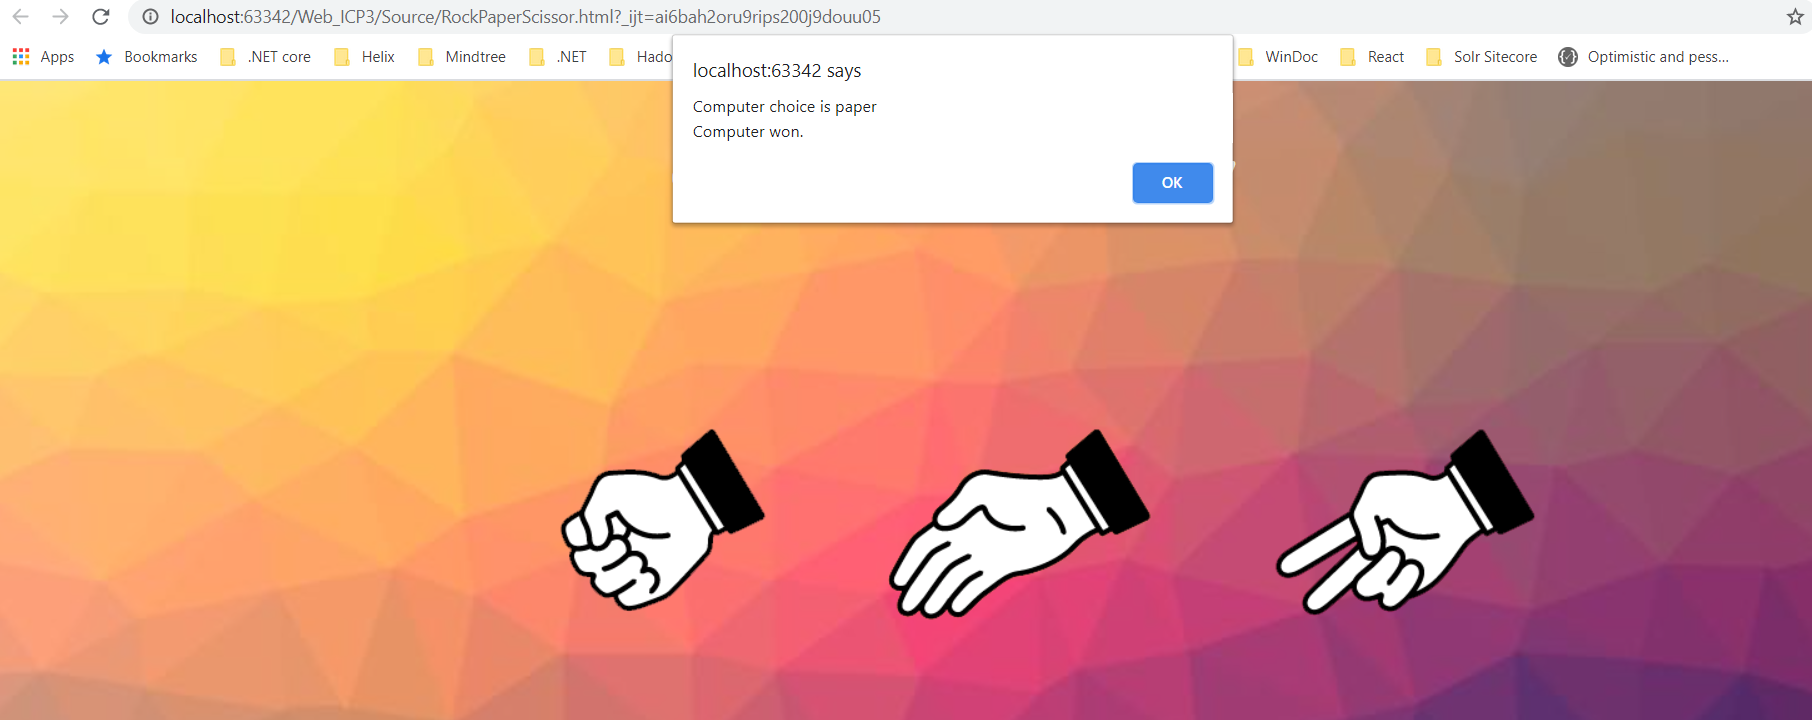 localhost:63342/Web_ICP3/Source/RockPaperScissor.html?_ijt=ai6bah2oru9rips200j9douu05
Apps Bookmarks .NET core Helix Mindtree .NET Hado WinDoc React Solr Sitecore Optimistic and pess...
localhost:63342 says
Computer choice is paper
Computer won.
OK